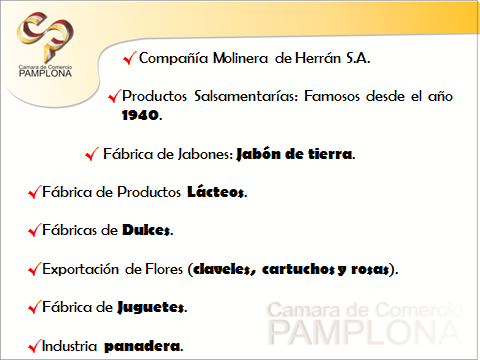 Camara de Comercio
PAMPLONA
Compañía Molinera de Herrán S.A.
Productos Salsamentarías: Famosos desde el año
1940.
Fábrica de Jabones: Jabón de tierra.
Fábrica de Productos Lácteos.
Fábricas de Dulces.
Exportación de Flores (claveles, cartuchos y rosas).
Fábrica de Juguetes.
Industria panadera.
Camara de Comercio
PAMPLONA